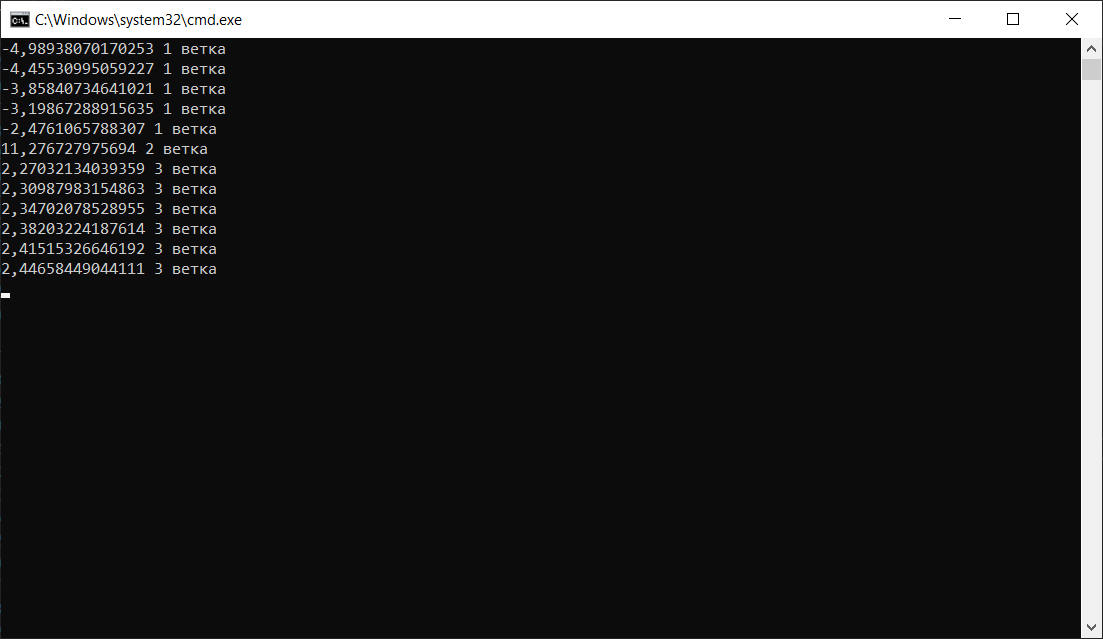 C:\Windows\system32\cmd.exe
-4,98938070170253 1 ветка
-4,45530995059227 1 ветка
-3,85840734641021 1 ветка
-3,19867288915635 1 ветка
-2,4761065788307 1 ветка
11,276727975694 2 ветка
2,27032134039359 3 ветка
2,30987983154863 3 ветка
2,34702078528955 3 ветка
2,38203224187614 3 ветка
2,41515326646192 3 ветка
2,44658449044111 3 ветка